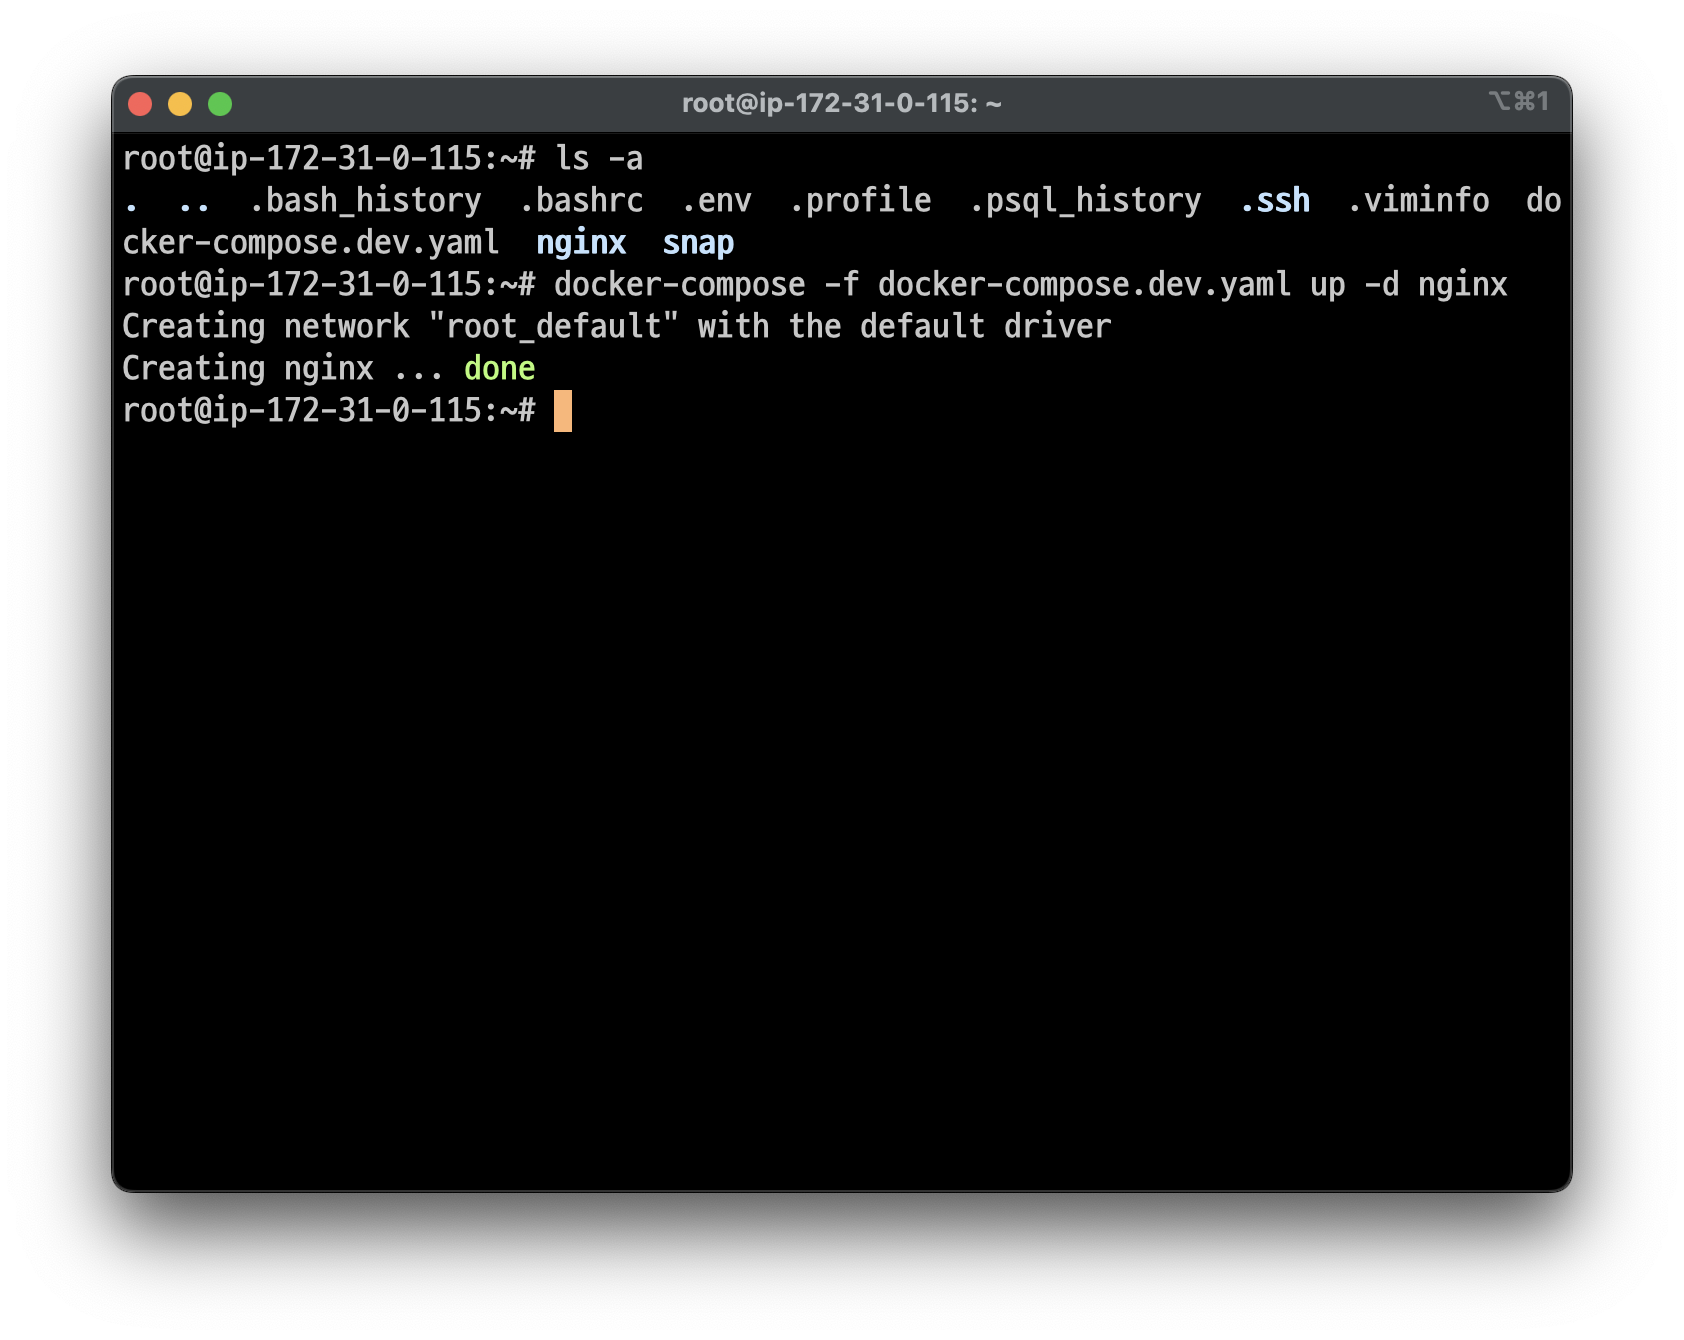 root@ip-172-31-0-115: ~
⌥⌘1
root@ip-172-31-0-115:~# ls -a
.  ..  .bash_history  .bashrc  .env  .profile  .psql_history  .ssh  .viminfo  do
cker-compose.dev.yaml  nginx  snap
root@ip-172-31-0-115:~# docker-compose -f docker-compose.dev.yaml up -d nginx
Creating network "root_default" with the default driver
Creating nginx ... done
root@ip-172-31-0-115:~#